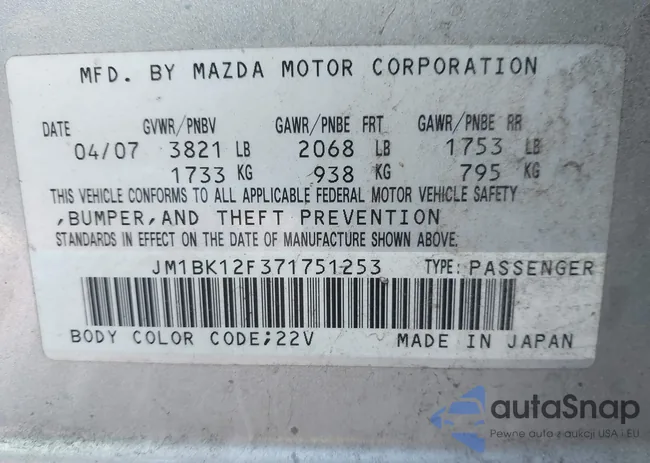 MFD. BY MAZDA MOTOR CORPORATION
DATE GVWR/PNBV GAWR/PNBE FRT GAWR/PNBE RR
04/07 3821 LB 2068 LB 1753 LB
1733 KG 938 KG 795 KG
THIS VEHICLE CONFORMS TO ALL APPLICABLE FEDERAL MOTOR VEHICLE SAFETY
,BUMPER,AND THEFT PREVENTION
STANDARDS IN EFFECT ON THE DATE OF MANUFACTURE SHOWN ABOVE.
JM1BK12F371751253 TYPE: PASSENGER
BODY COLOR CODE;22V MADE IN JAPAN
autoSnap
Pewne auto z aukcji USA i EU